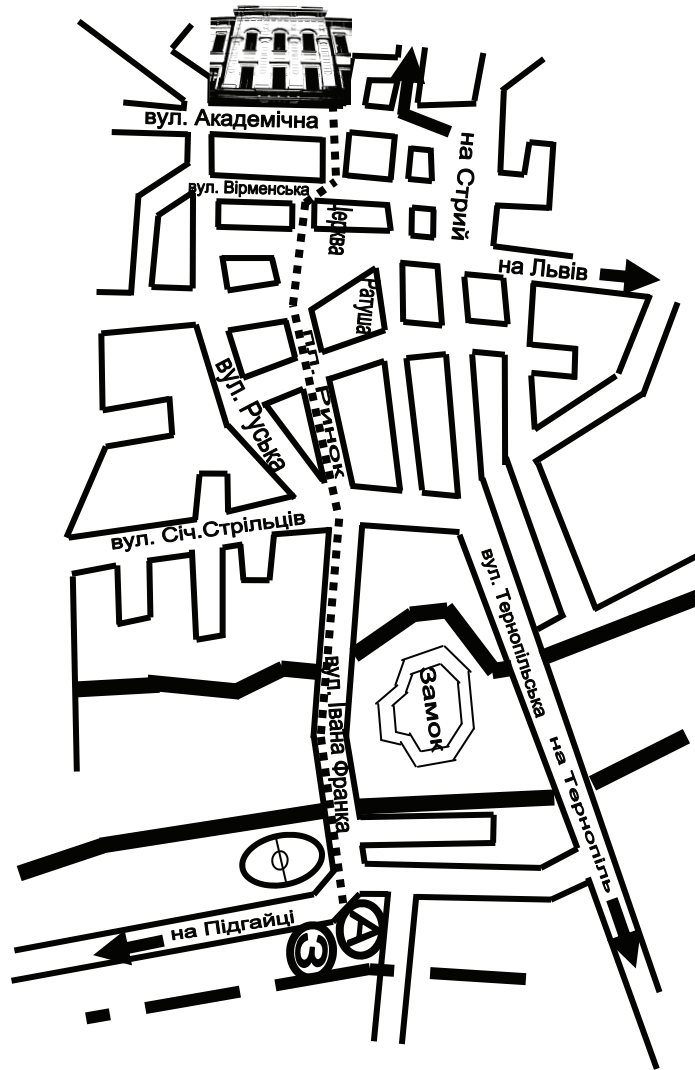 вул. Академічна
на Стрий
вул. Вірменська
Церква
на Львів
Ратуша
вул. Руська
пл. Ринок
вул. Січ.Стрільців
вул. Тернопільська
на Тернопіль
Замок
вул. Івана Франка
на Підгайці
А
З